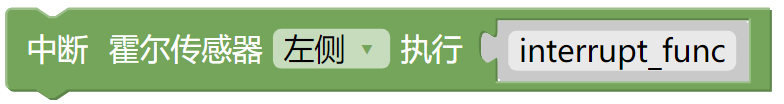 中断 霍尔传感器 左侧 执行 interrupt_func